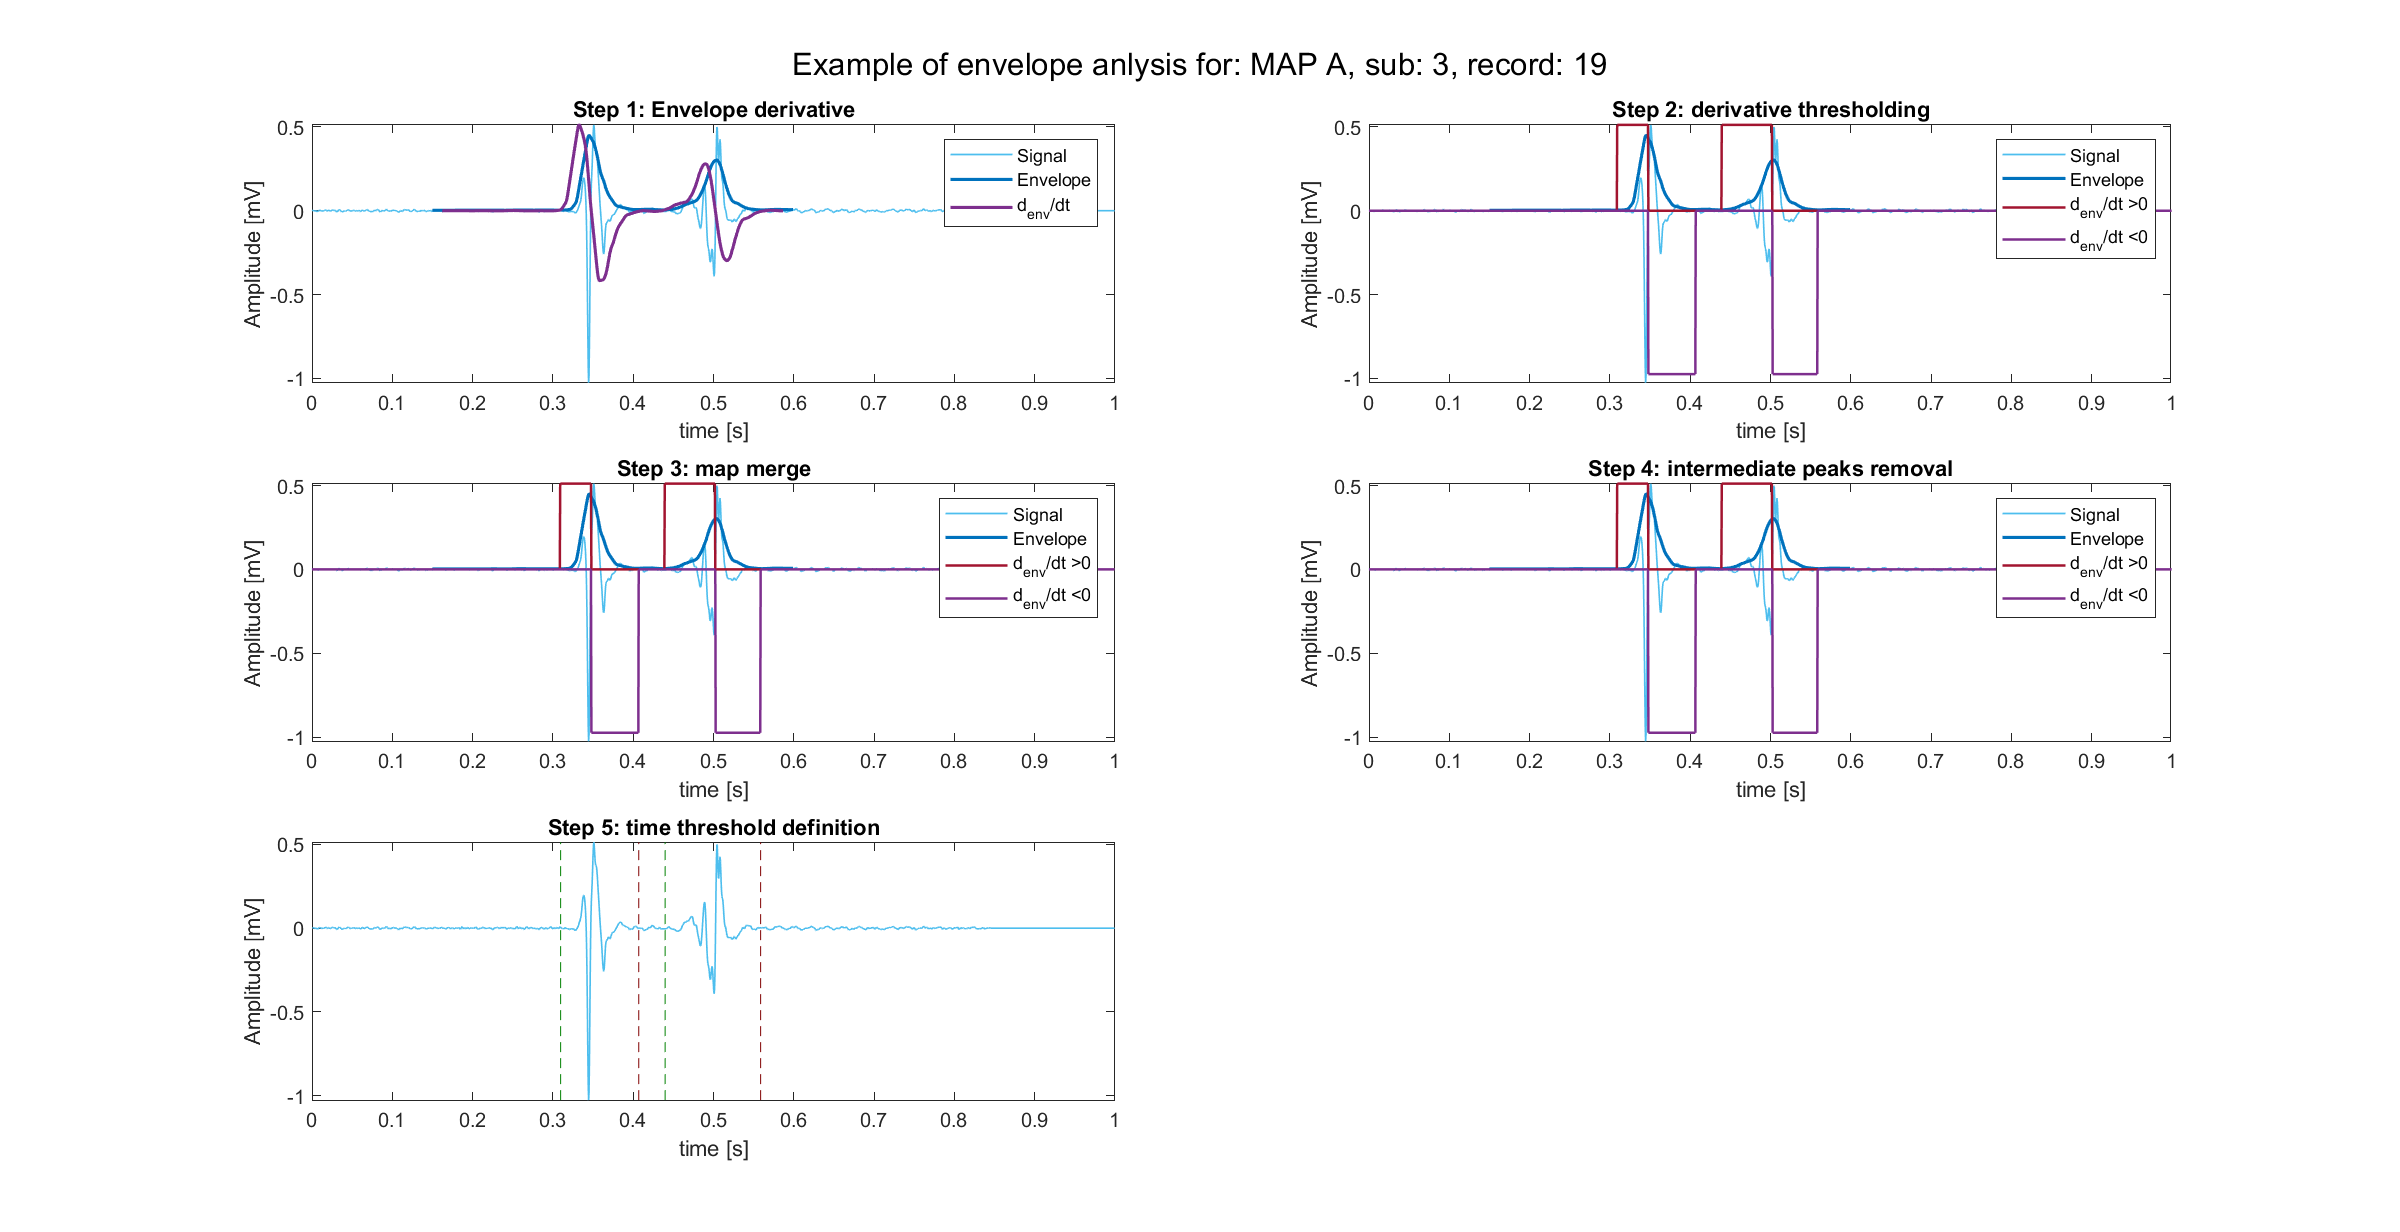 Example of envelope anlysis for: MAP A, sub: 3, record: 19
Step 1: Envelope derivative
0.5
0
-0.5
-1
Amplitude [mV]
Signal
Envelope
d_env/dt
0 0.1 0.2 0.3 0.4 0.5 0.6 0.7 0.8 0.9 1
time [s]
Step 2: derivative thresholding
0.5
0
-0.5
-1
Amplitude [mV]
Signal
Envelope
d_env/dt >0
d_env/dt <0
0 0.1 0.2 0.3 0.4 0.5 0.6 0.7 0.8 0.9 1
time [s]
Step 3: map merge
0.5
0
-0.5
-1
Amplitude [mV]
Signal
Envelope
d_env/dt >0
d_env/dt <0
0 0.1 0.2 0.3 0.4 0.5 0.6 0.7 0.8 0.9 1
time [s]
Step 4: intermediate peaks removal
0.5
0
-0.5
-1
Amplitude [mV]
Signal
Envelope
d_env/dt >0
d_env/dt <0
0 0.1 0.2 0.3 0.4 0.5 0.6 0.7 0.8 0.9 1
time [s]
Step 5: time threshold definition
0.5
0
-0.5
-1
Amplitude [mV]
0 0.1 0.2 0.3 0.4 0.5 0.6 0.7 0.8 0.9 1
time [s]